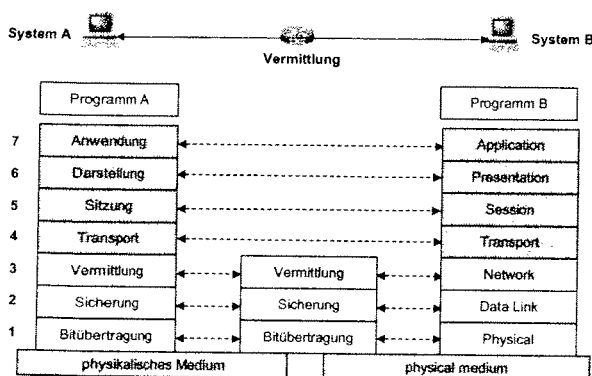 System A
System B
Vermittlung
Programm A
Programm B
7 Anwendung Application
6 Darstellung Presentation
5 Sitzung Session
4 Transport Transport
3 Vermittlung Vermittlung Network
2 Sicherung Sicherung Data Link
1 Bitübertragung Bitübertragung Physical
physikalisches Medium physical medium